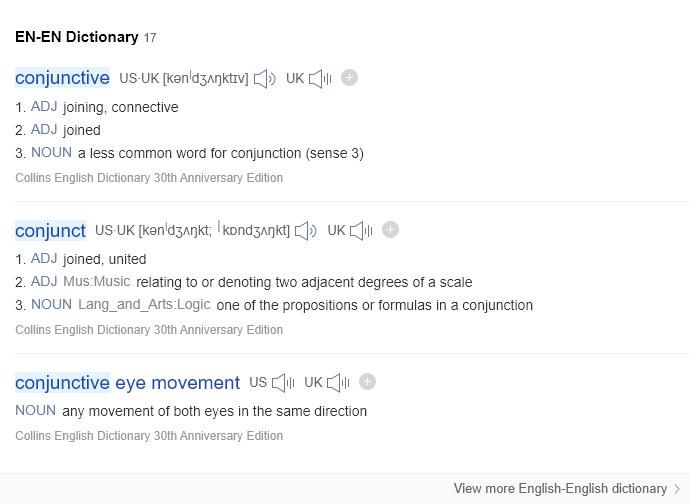 EN-EN Dictionary 17
conjunctive US·UK [kənˈdʒʌŋktɪv] UK
1. ADJ joining, connective
2. ADJ joined
3. NOUN a less common word for conjunction (sense 3)
Collins English Dictionary 30th Anniversary Edition
conjunct US·UK [kənˈdʒʌŋkt; ˈkɒndʒʌŋkt] UK
1. ADJ joined, united
2. ADJ Mus:Music relating to or denoting two adjacent degrees of a scale
3. NOUN Lang_and_Arts:Logic one of the propositions or formulas in a conjunction
Collins English Dictionary 30th Anniversary Edition
conjunctive eye movement US UK
NOUN any movement of both eyes in the same direction
Collins English Dictionary 30th Anniversary Edition
View more English-English dictionary